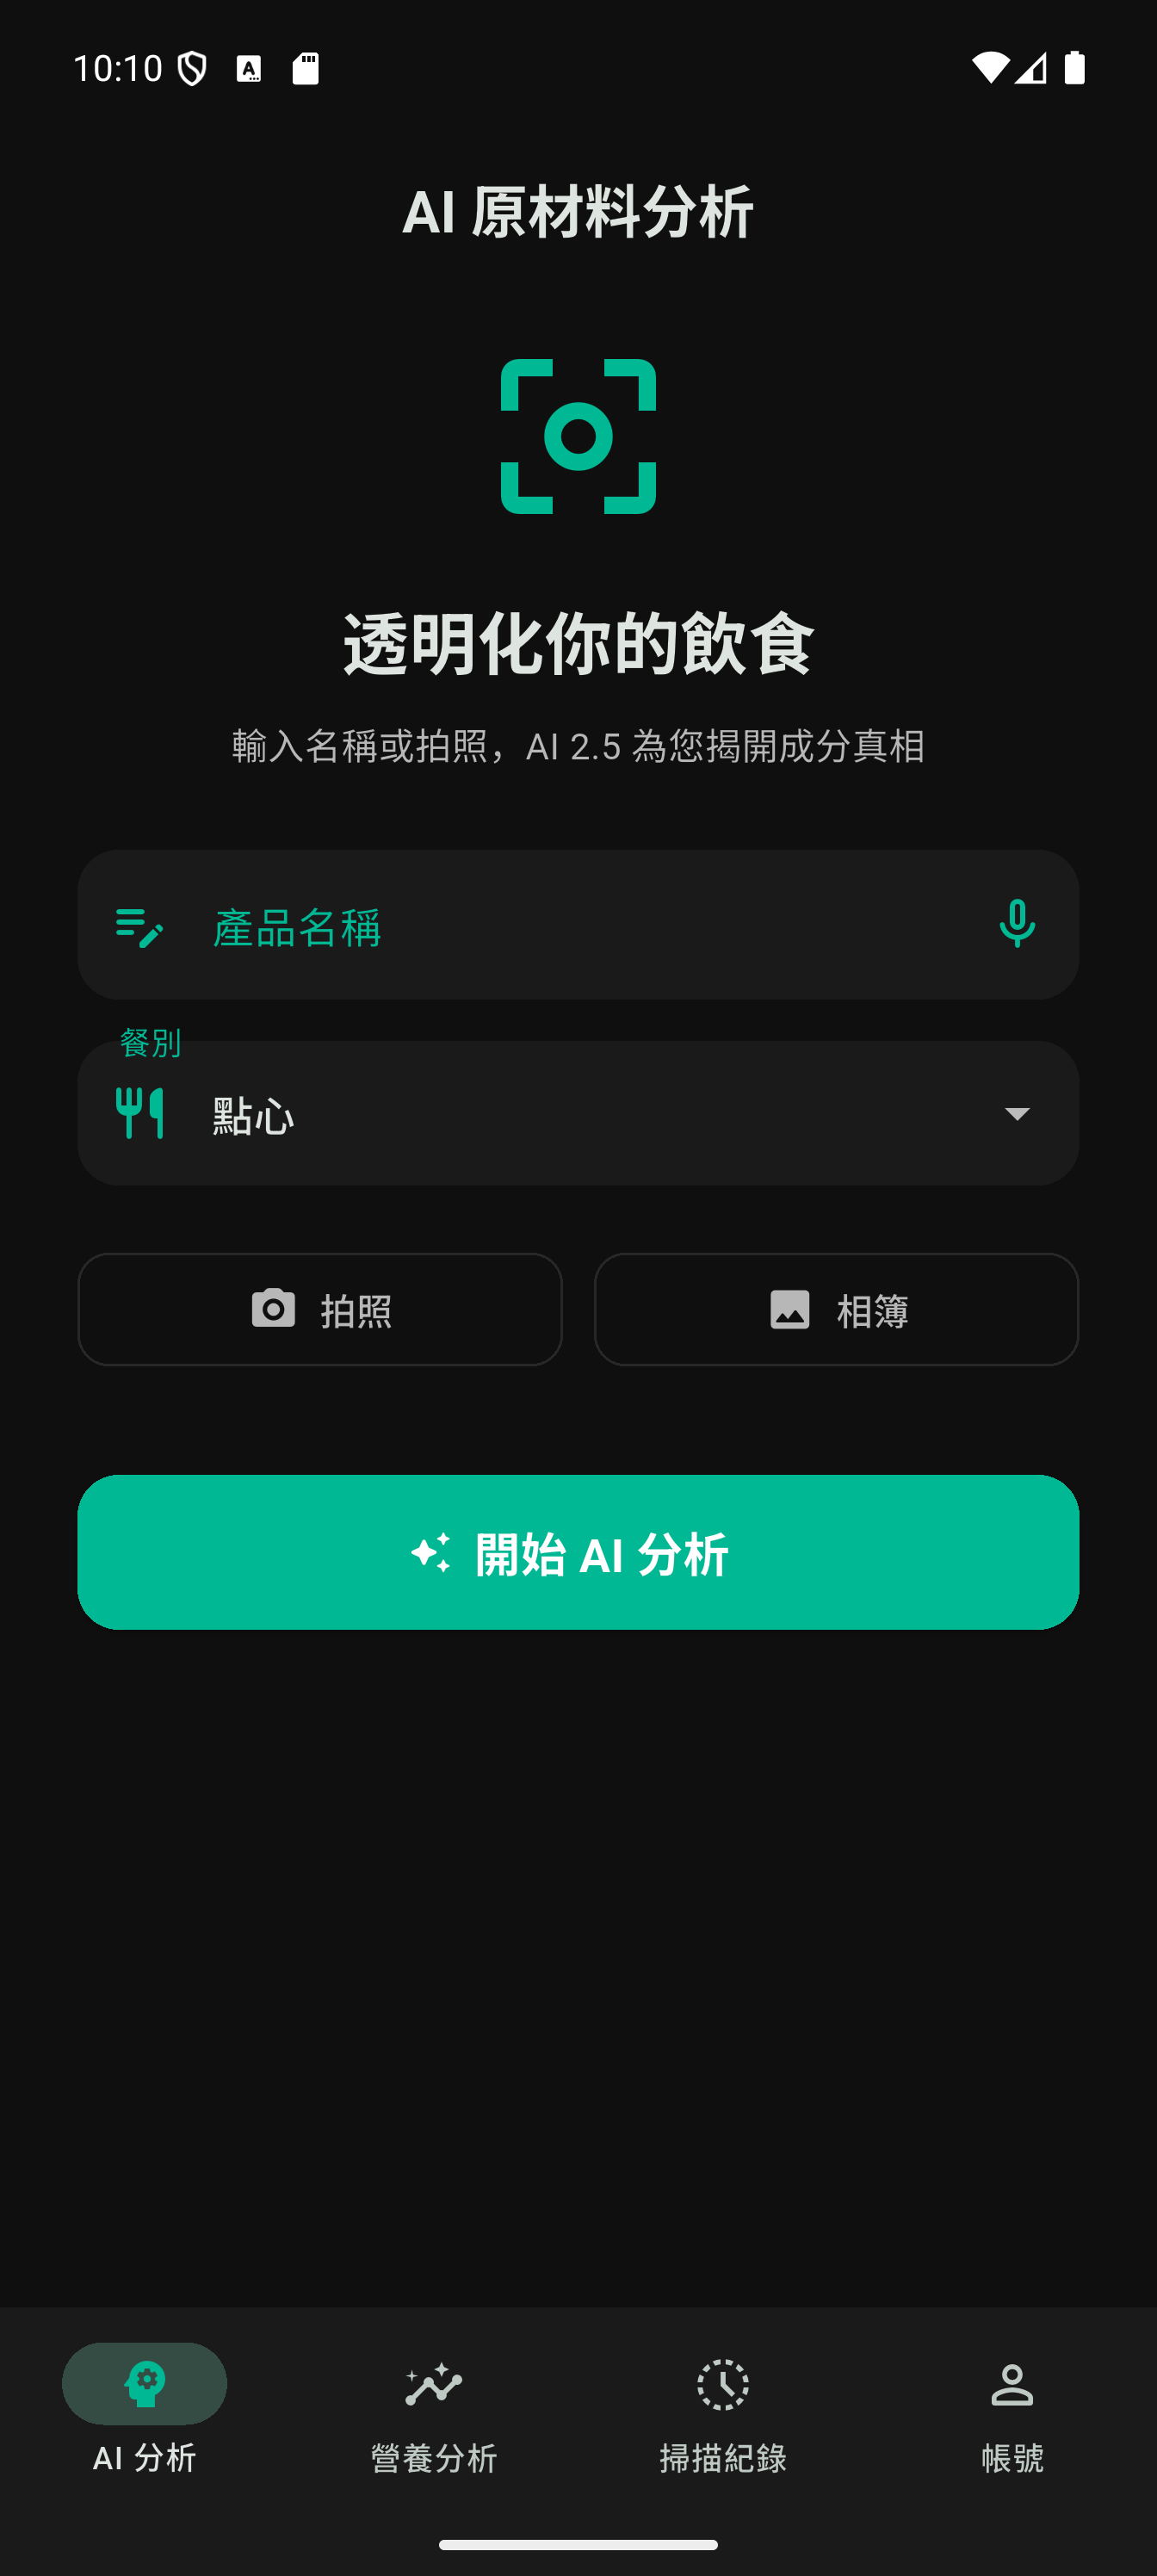 10:10
AI 原材料分析
透明化你的飲食
輸入名稱或拍照，AI 2.5 為您揭開成分真相
產品名稱
餐別
點心
拍照
相簿
開始 AI 分析
AI 分析
營養分析
掃描紀錄
帳號